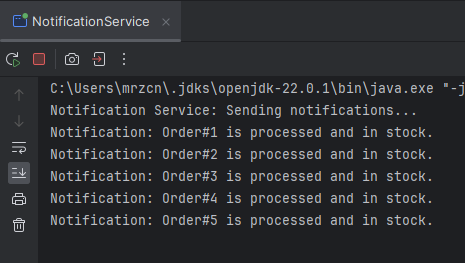 NotificationService
C:\Users\mrzcn\.jdks\openjdk-22.0.1\bin\java.exe "-j
Notification Service: Sending notifications...
Notification: Order#1 is processed and in stock.
Notification: Order#2 is processed and in stock.
Notification: Order#3 is processed and in stock.
Notification: Order#4 is processed and in stock.
Notification: Order#5 is processed and in stock.